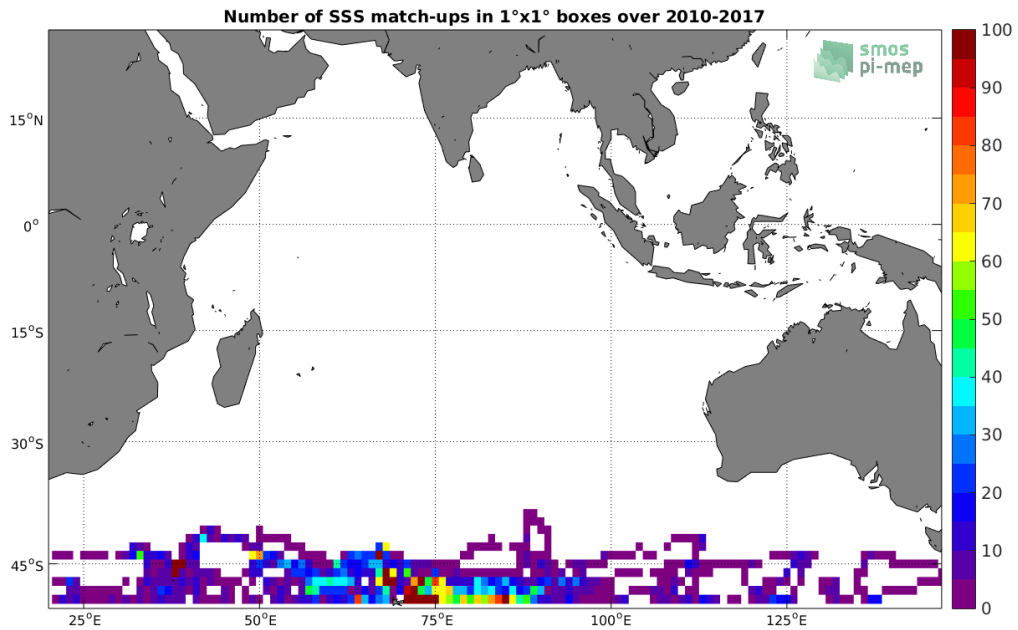 Number of SSS match-ups in 1°x1° boxes over 2010-2017
smos
pi-mep
100
90
80
70
60
50
40
30
20
10
0
15°N
0°
15°S
30°S
45°S
25°E
50°E
75°E
100°E
125°E